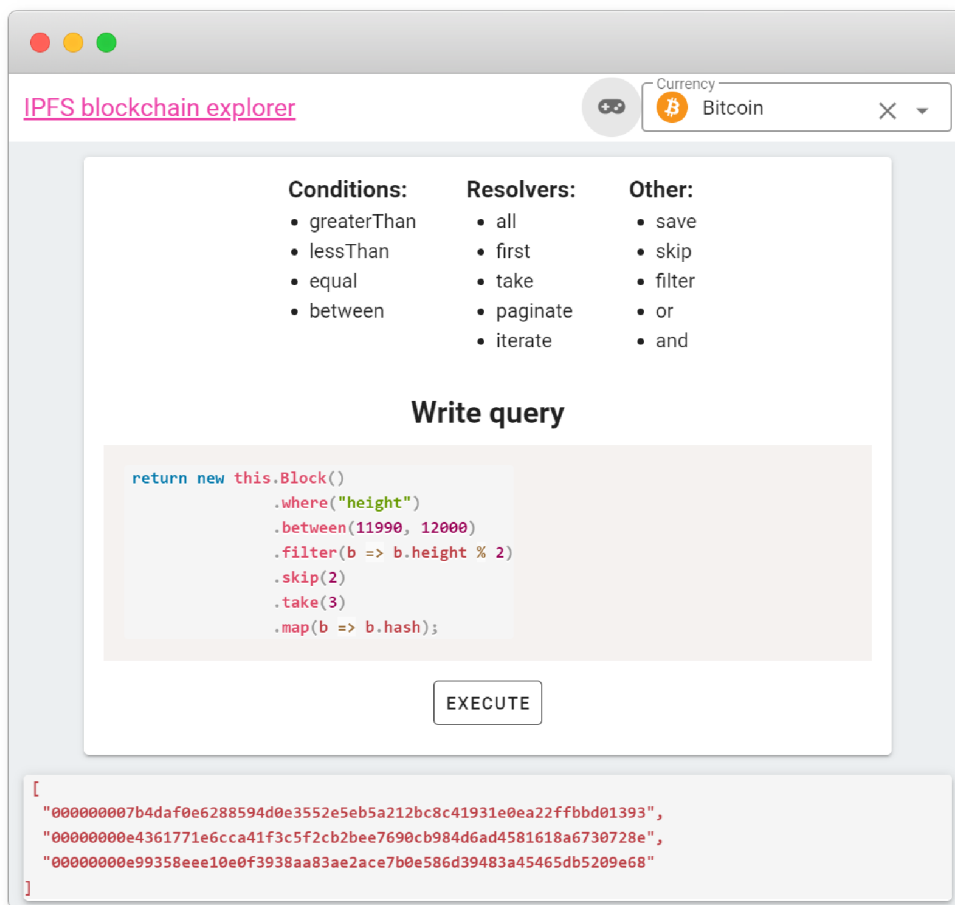 IPFS blockchain explorer
Currency
Bitcoin
Conditions:
greaterThan
lessThan
equal
between
Resolvers:
all
first
take
paginate
iterate
Other:
save
skip
filter
or
and
Write query
return new this.Block()
.where("height")
.between(11990, 12000)
.filter(b => b.height % 2)
.skip(2)
.take(3)
.map(b => b.hash);
EXECUTE
[
"000000007b4daf0e6288594d0e3552e5eb5a212bc8c41931e0ea22ffbbd01393",
"00000000e4361771e6cca41f3c5f2cb2bee7690cb984d6ad4581618a6730728e",
"00000000e99358eee10e0f3938aa83ae2ace7b0e586d39483a45465db5209e68"
]